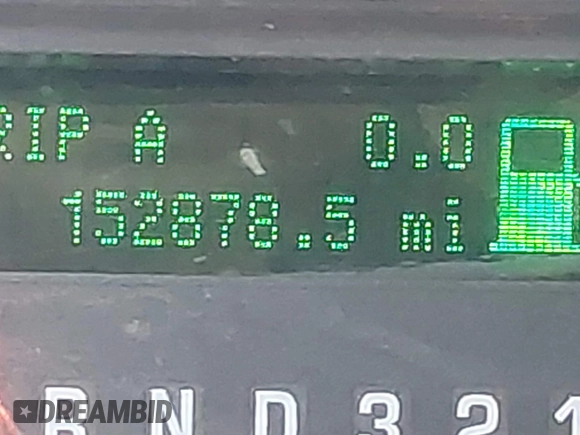 RIP A 0.0
152878.5 mi
R N D 3 2 1
DREAMBID